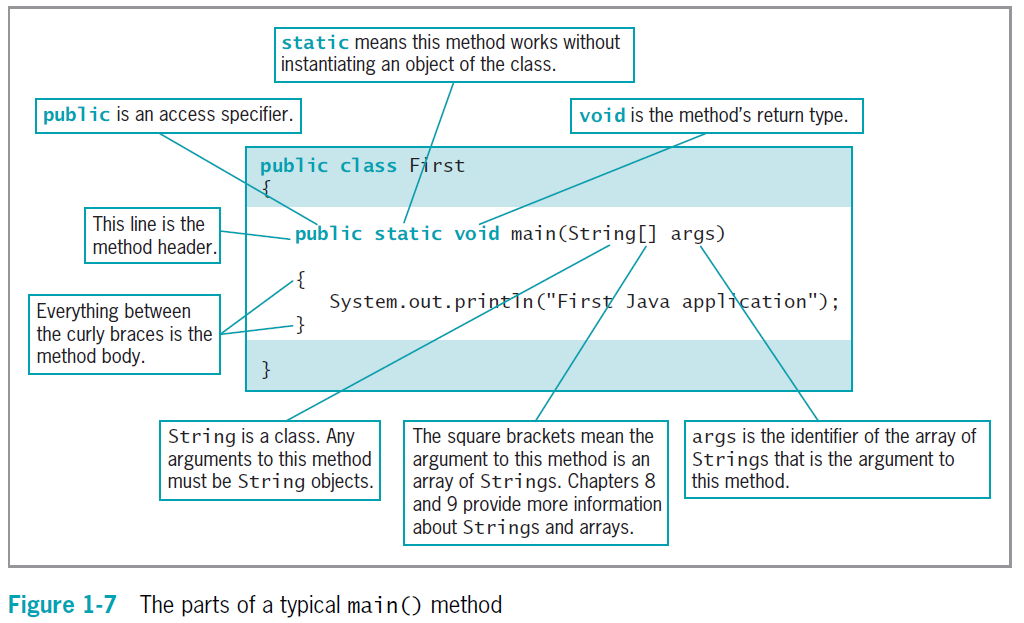 static means this method works without
instantiating an object of the class.
public is an access specifier.
void is the method's return type.
public class First
{
This line is the
method header.
public static void main(String[] args)
{
System.out.println("First Java application");
}
Everything between
the curly braces is the
method body.
}
String is a class. Any
arguments to this method
must be String objects.
The square brackets mean the
argument to this method is an
array of Strings. Chapters 8
and 9 provide more information
about Strings and arrays.
args is the identifier of the array of
Strings that is the argument to
this method.
Figure 1-7 The parts of a typical main() method